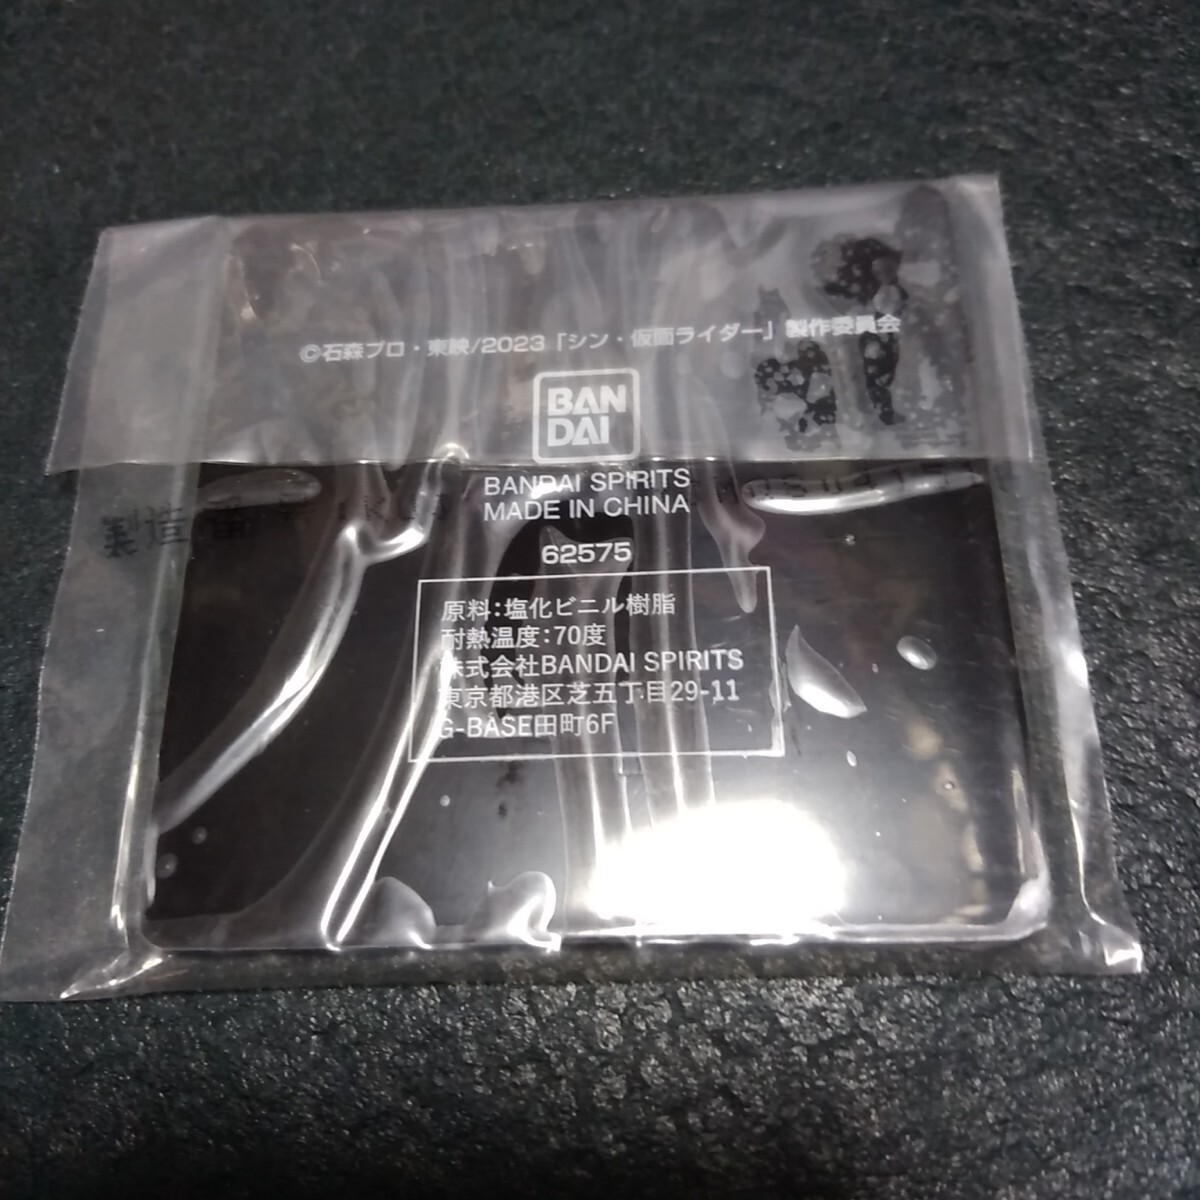 ©石森プロ・東映/2023「シン・仮面ライダー」製作委員会
BAN
DAI
BANDAI SPIRITS
MADE IN CHINA
製造
62575
原料:塩化ビニル樹脂
耐熱温度:70度
株式会社BANDAI SPIRITS
東京都港区芝五丁目29-11
G-BASE田町6F